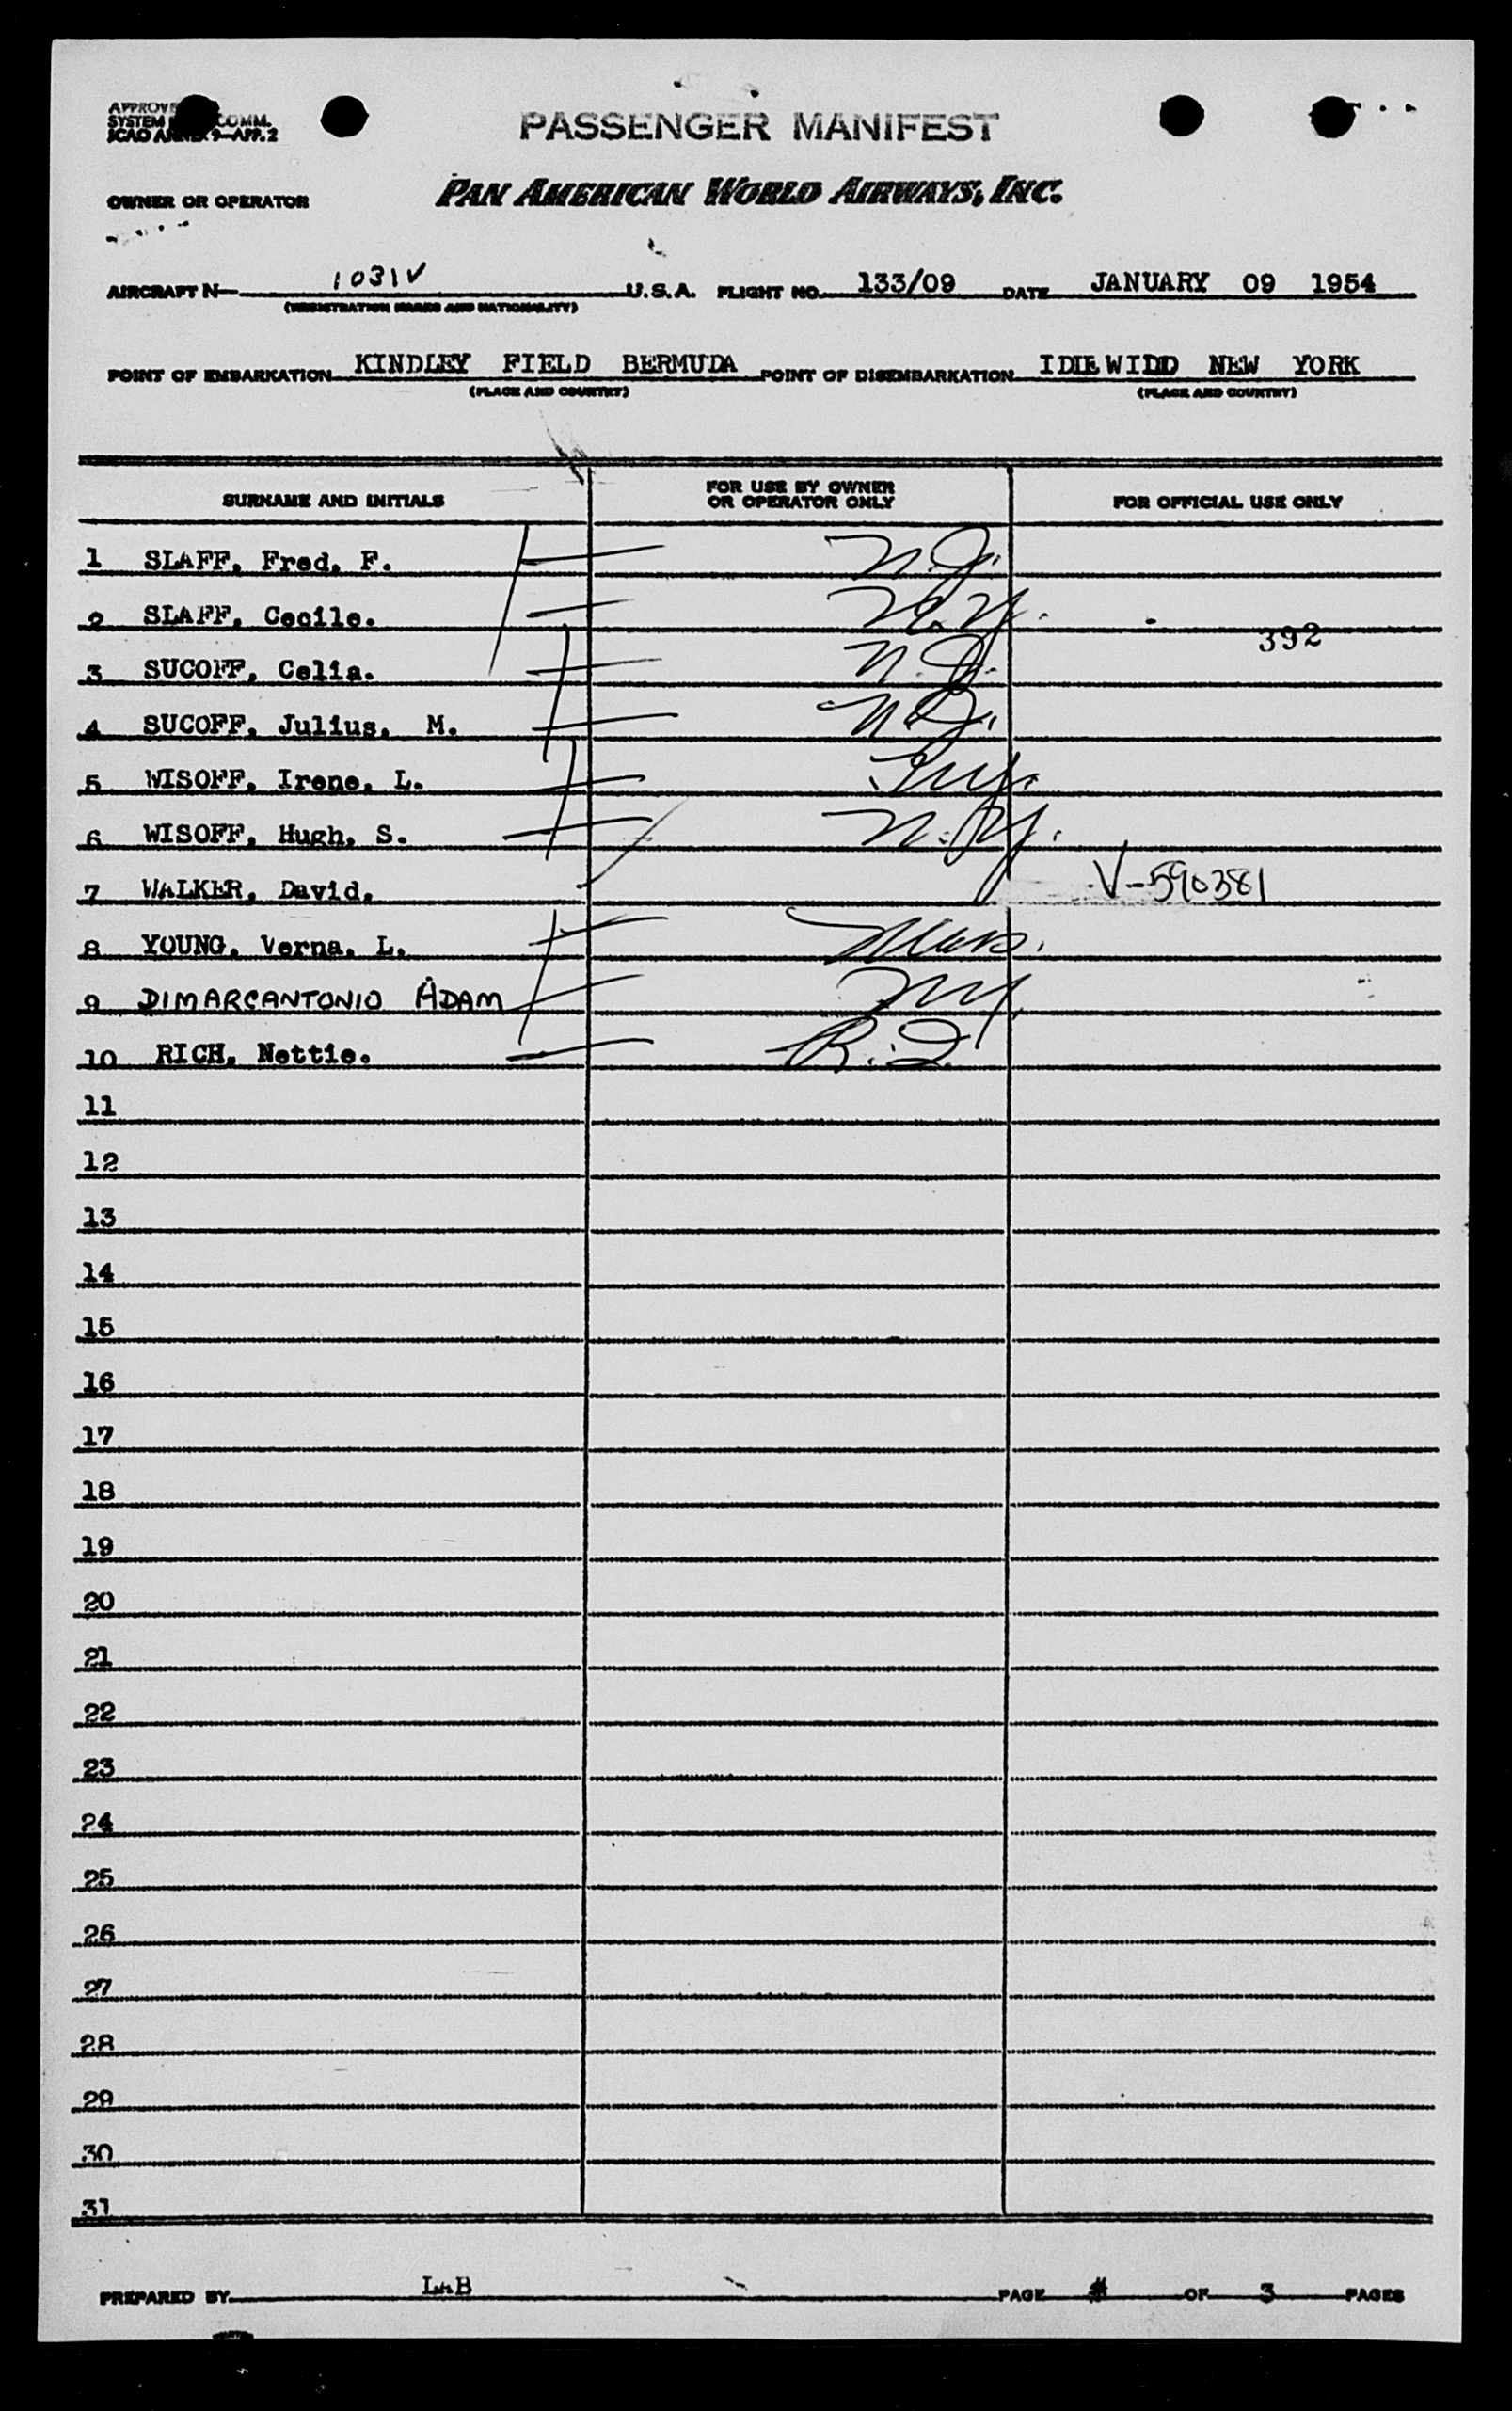 PASSENGER MANIFEST
OWNER OR OPERATOR PAN AMERICAN WORLD AIRWAYS, INC.
AIRCRAFT N— 1031V U.S.A. FLIGHT NO. 133/09 DATE JANUARY 09 1954
(REGISTRATION MARKS AND NATIONALITY)
POINT OF EMBARKATION KINDLEY FIELD BERMUDA POINT OF DISEMBARKATION IDLEWILD NEW YORK
(PLACE AND COUNTRY) (PLACE AND COUNTRY)
SURNAME AND INITIALS FOR USE BY OWNER OR OPERATOR ONLY FOR OFFICIAL USE ONLY
1 SLAFF, Fred, F. N.J.
2 SLAFF, Cecile. N.Y.
392
3 SUCOFF, Celia. N.J.
4 SUCOFF, Julius, M. N.J.
5 WISOFF, Irene, L. N.Y.
6 WISOFF, Hugh, S. N.Y.
7 WALKER, David, V-590381
8 YOUNG, Verna, L. Mass.
9 DIMARCANTONIO ADAM N.Y.
10 RICH, Nettie. R.I.
11
12
13
14
15
16
17
18
19
20
21
22
23
24
25
26
27
28
29
30
31
PREPARED BY LAB PAGE OF 3 PAGES